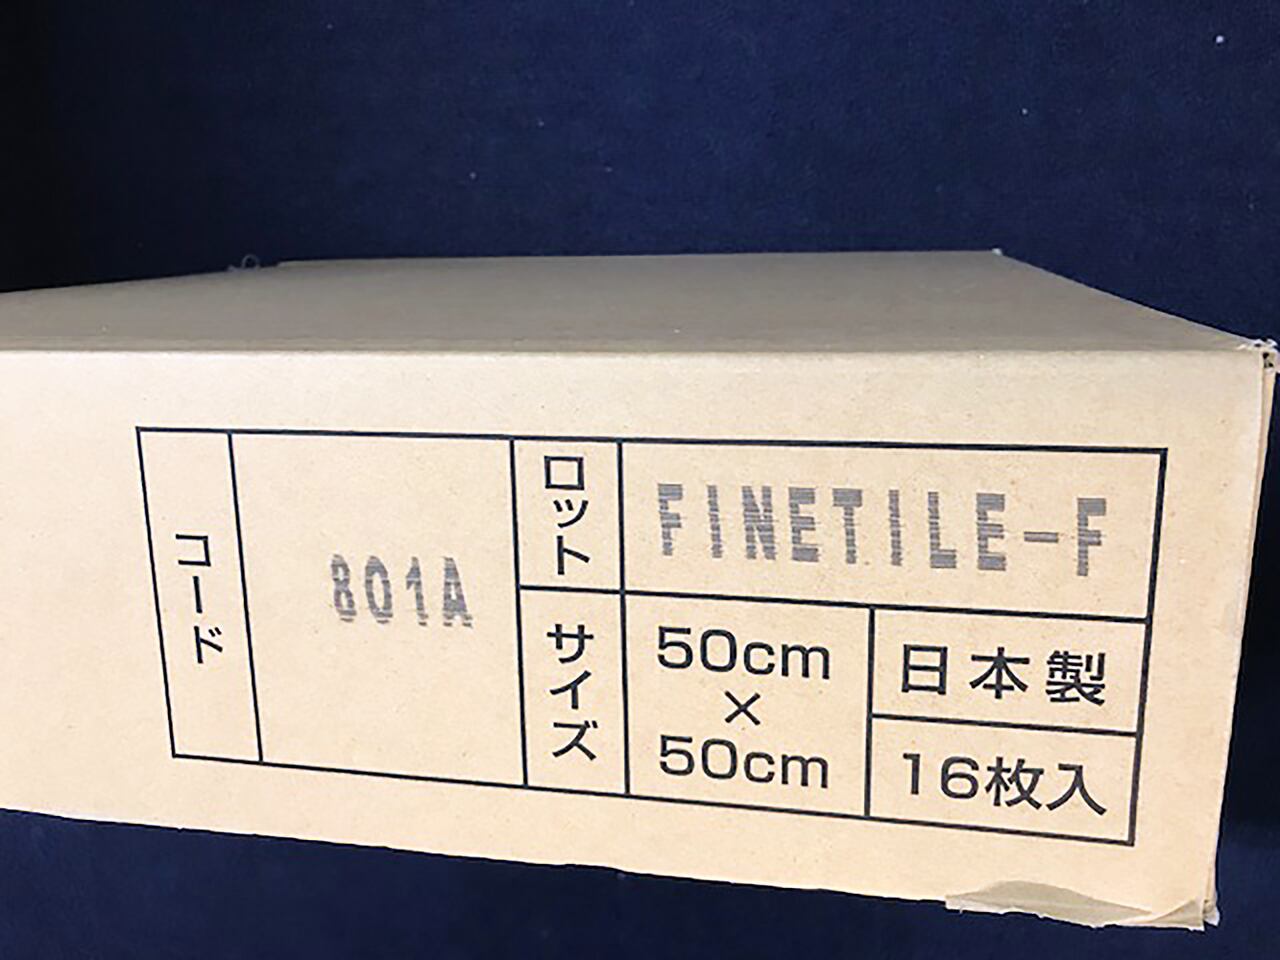 コード
801A
ロット
FINETILE-F
サイズ
50cm
×
50cm
日本製
16枚入